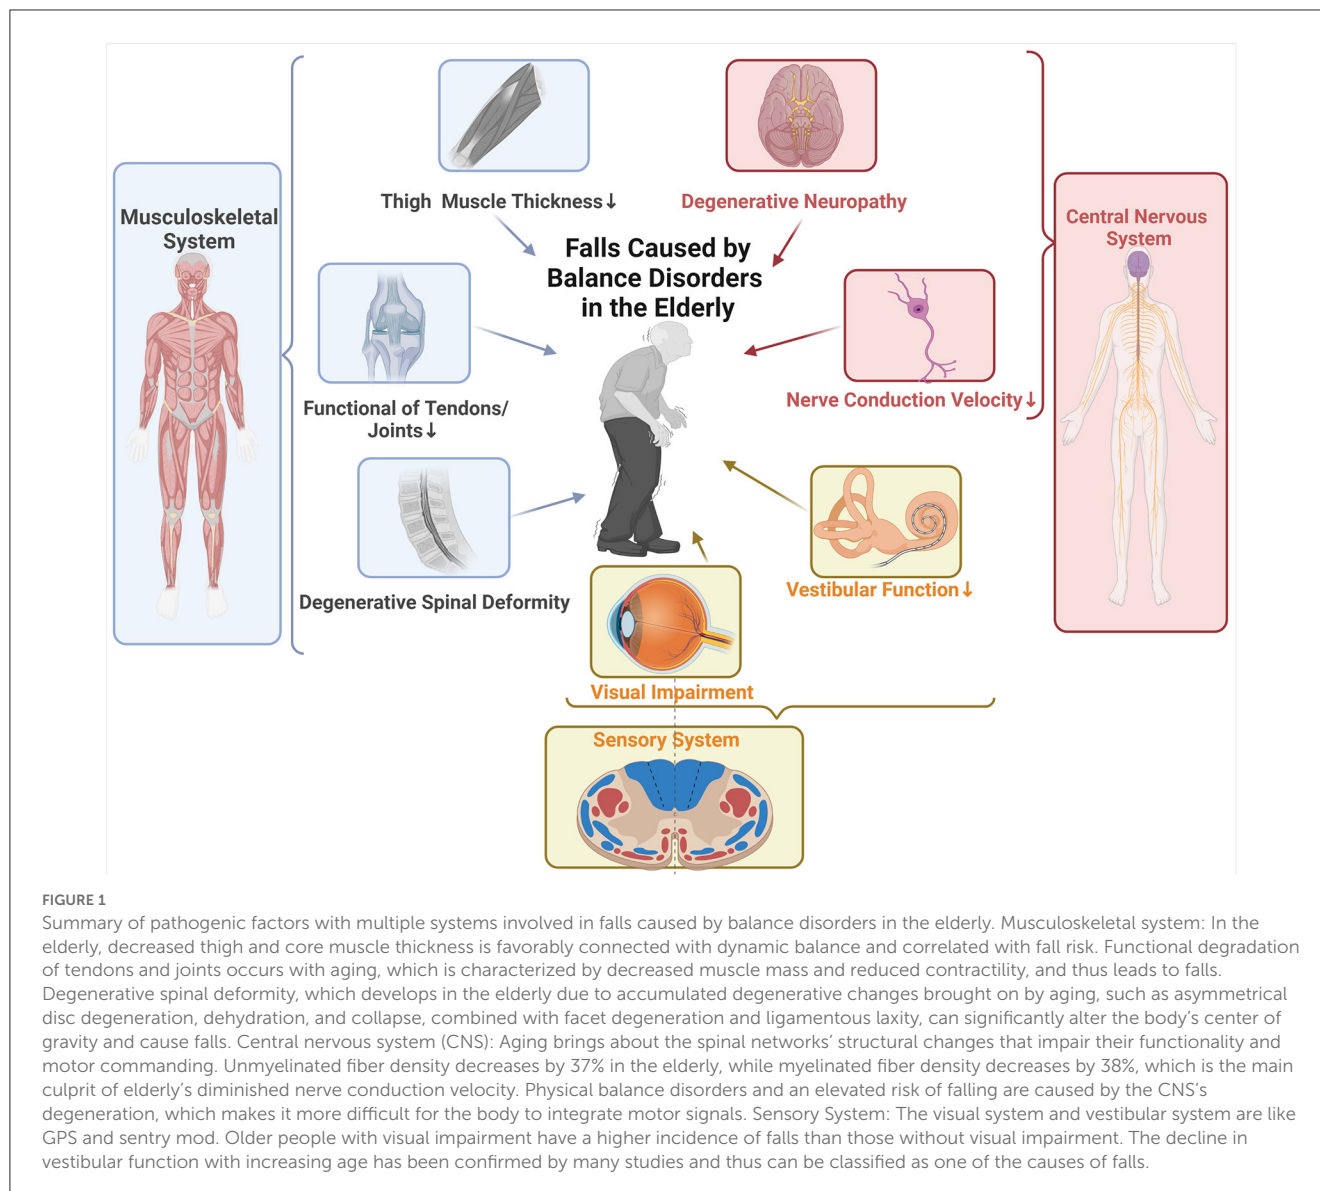 Thigh Muscle Thickness↓
Degenerative Neuropathy
Musculoskeletal
System
Central Nervous
System
Falls Caused by
Balance Disorders
in the Elderly
Functional of Tendons/
Joints↓
Nerve Conduction Velocity↓
Degenerative Spinal Deformity
Vestibular Function↓
Visual Impairment
Sensory System
FIGURE 1
Summary of pathogenic factors with multiple systems involved in falls caused by balance disorders in the elderly. Musculoskeletal system: In the
elderly, decreased thigh and core muscle thickness is favorably connected with dynamic balance and correlated with fall risk. Functional degradation
of tendons and joints occurs with aging, which is characterized by decreased muscle mass and reduced contractility, and thus leads to falls.
Degenerative spinal deformity, which develops in the elderly due to accumulated degenerative changes brought on by aging, such as asymmetrical
disc degeneration, dehydration, and collapse, combined with facet degeneration and ligamentous laxity, can significantly alter the body's center of
gravity and cause falls. Central nervous system (CNS): Aging brings about the spinal networks' structural changes that impair their functionality and
motor commanding. Unmyelinated fiber density decreases by 37% in the elderly, while myelinated fiber density decreases by 38%, which is the main
culprit of elderly's diminished nerve conduction velocity. Physical balance disorders and an elevated risk of falling are caused by the CNS's
degeneration, which makes it more difficult for the body to integrate motor signals. Sensory System: The visual system and vestibular system are like
GPS and sentry mod. Older people with visual impairment have a higher incidence of falls than those without visual impairment. The decline in
vestibular function with increasing age has been confirmed by many studies and thus can be classified as one of the causes of falls.